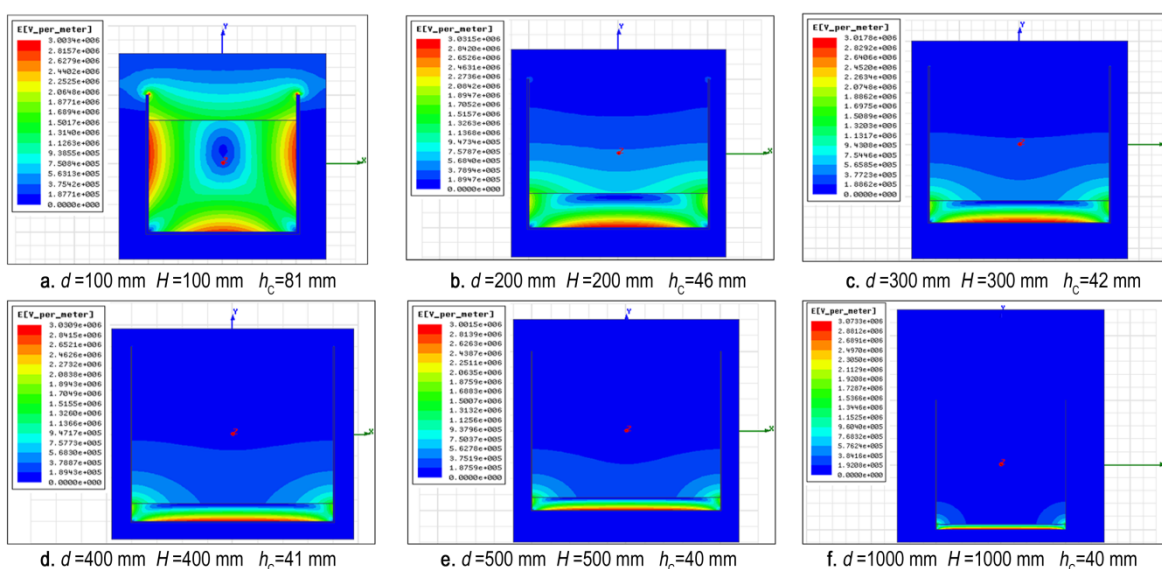 E[V_per_meter]
3.0034e+006
2.8157e+006
2.6279e+006
2.4402e+006
2.2525e+006
2.0648e+006
1.8771e+006
1.6894e+006
1.5017e+006
1.3140e+006
1.1263e+006
9.3855e+005
7.5084e+005
5.6313e+005
3.7542e+005
1.8771e+005
0.0000e+000
Y
X
a. d =100 mm H =100 mm hC=81 mm
E[V_per_meter]
3.0315e+006
2.8420e+006
2.6526e+006
2.4631e+006
2.2736e+006
2.0842e+006
1.8947e+006
1.7052e+006
1.5157e+006
1.3263e+006
1.1368e+006
9.4734e+005
7.5787e+005
5.6840e+005
3.7894e+005
1.8947e+005
0.0000e+000
Y
X
b. d =200 mm H =200 mm hC=46 mm
E[V_per_meter]
3.0178e+006
2.8292e+006
2.6406e+006
2.4520e+006
2.2634e+006
2.0748e+006
1.8862e+006
1.6975e+006
1.5089e+006
1.3203e+006
1.1317e+006
9.4308e+005
7.5446e+005
5.6585e+005
3.7723e+005
1.8862e+005
0.0000e+000
Y
X
c. d =300 mm H =300 mm hC=42 mm
E[V_per_meter]
3.0309e+006
2.8415e+006
2.6521e+006
2.4626e+006
2.2732e+006
2.0838e+006
1.8943e+006
1.7049e+006
1.5155e+006
1.3260e+006
1.1366e+006
9.4717e+005
7.5773e+005
5.6830e+005
3.7887e+005
1.8943e+005
0.0000e+000
Y
X
d. d =400 mm H =400 mm hC=41 mm
E[V_per_meter]
3.0015e+006
2.8139e+006
2.6263e+006
2.4387e+006
2.2511e+006
2.0635e+006
1.8759e+006
1.6883e+006
1.5007e+006
1.3132e+006
1.1256e+006
9.3796e+005
7.5037e+005
5.6278e+005
3.7519e+005
1.8759e+005
0.0000e+000
Y
X
e. d =500 mm H =500 mm hC=40 mm
E[V_per_meter]
3.0733e+006
2.8812e+006
2.6891e+006
2.4970e+006
2.3050e+006
2.1129e+006
1.9208e+006
1.7287e+006
1.5366e+006
1.3446e+006
1.1525e+006
9.6040e+005
7.6832e+005
5.7624e+005
3.8416e+005
1.9208e+005
0.0000e+000
f. d =1000 mm H =1000 mm hC=40 mm